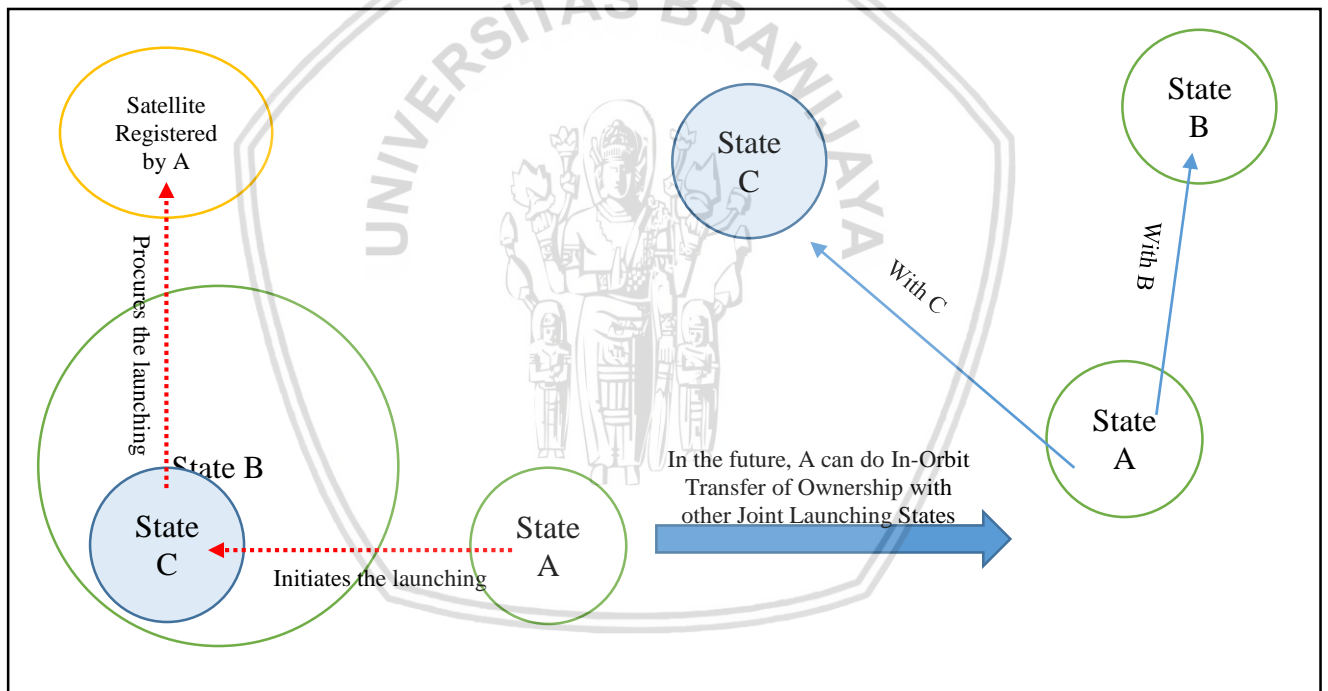 UNIVERSITAS BRAWIJAYA
Satellite
Registered
by A
Procures the launching
State B
State
C
Initiates the launching
State
A
In the future, A can do In-Orbit
Transfer of Ownership with
other Joint Launching States
State
C
With C
State
B
With B
State
A